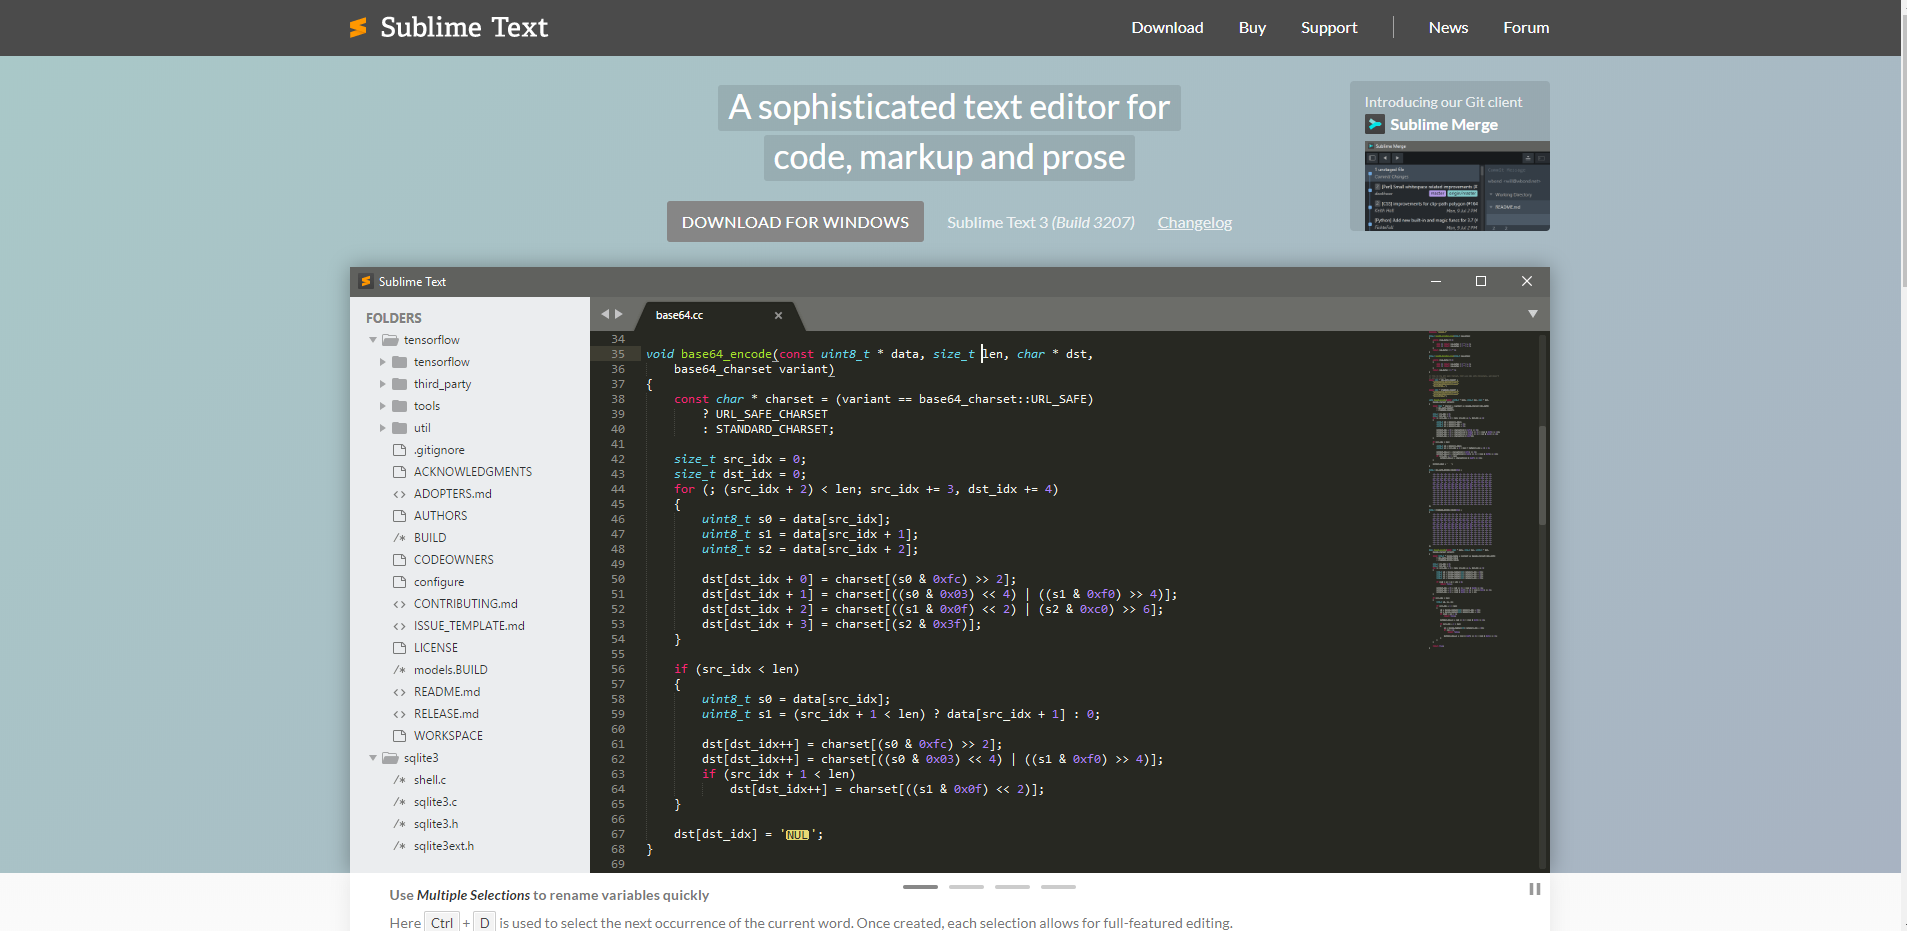 Sublime Text
Download Buy Support News Forum
A sophisticated text editor for
code, markup and prose
DOWNLOAD FOR WINDOWS Sublime Text 3 (Build 3207) Changelog
Introducing our Git client
Sublime Merge
Sublime Merge
Working Directory
README.md
Sublime Text
FOLDERS
tensorflow
tensorflow
third_party
tools
util
.gitignore
ACKNOWLEDGMENTS
<> ADOPTERS.md
AUTHORS
/* BUILD
CODEOWNERS
configure
<> CONTRIBUTING.md
<> ISSUE_TEMPLATE.md
LICENSE
/* models.BUILD
<> README.md
<> RELEASE.md
WORKSPACE
sqlite3
/* shell.c
/* sqlite3.c
/* sqlite3.h
/* sqlite3ext.h
base64.cc
34
35 void base64_encode(const uint8_t * data, size_t len, char * dst,
36 base64_charset variant)
37 {
38 const char * charset = (variant == base64_charset::URL_SAFE)
39 ? URL_SAFE_CHARSET
40 : STANDARD_CHARSET;
41
42 size_t src_idx = 0;
43 size_t dst_idx = 0;
44 for (; (src_idx + 2) < len; src_idx += 3, dst_idx += 4)
45 {
46 uint8_t s0 = data[src_idx];
47 uint8_t s1 = data[src_idx + 1];
48 uint8_t s2 = data[src_idx + 2];
49
50 dst[dst_idx + 0] = charset[(s0 & 0xfc) >> 2];
51 dst[dst_idx + 1] = charset[((s0 & 0x03) << 4) | ((s1 & 0xf0) >> 4)];
52 dst[dst_idx + 2] = charset[((s1 & 0x0f) << 2) | (s2 & 0xc0) >> 6];
53 dst[dst_idx + 3] = charset[(s2 & 0x3f)];
54 }
55
56 if (src_idx < len)
57 {
58 uint8_t s0 = data[src_idx];
59 uint8_t s1 = (src_idx + 1 < len) ? data[src_idx + 1] : 0;
60
61 dst[dst_idx++] = charset[(s0 & 0xfc) >> 2];
62 dst[dst_idx++] = charset[((s0 & 0x03) << 4) | ((s1 & 0xf0) >> 4)];
63 if (src_idx + 1 < len)
64 dst[dst_idx++] = charset[((s1 & 0x0f) << 2)];
65 }
66
67 dst[dst_idx] = 'NUL';
68 }
69
Use Multiple Selections to rename variables quickly
Here Ctrl + D is used to select the next occurrence of the current word. Once created, each selection allows for full-featured editing.